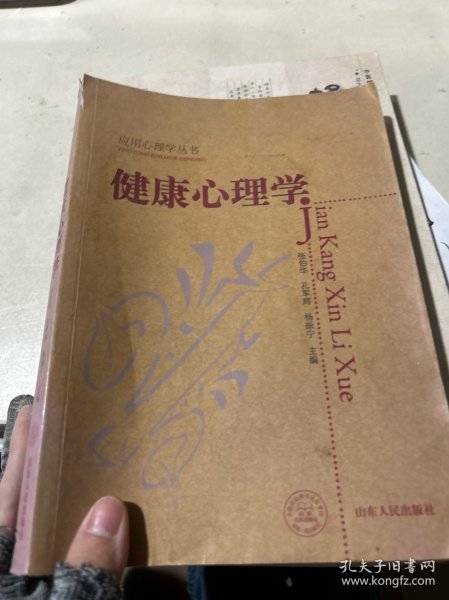 应用心理学丛书
健康心理学
jian Kang Xin Li Xue
张伯华 孔军辉 杨振宁 主编
山东人民出版社
孔夫子旧书网
www.kongfz.com